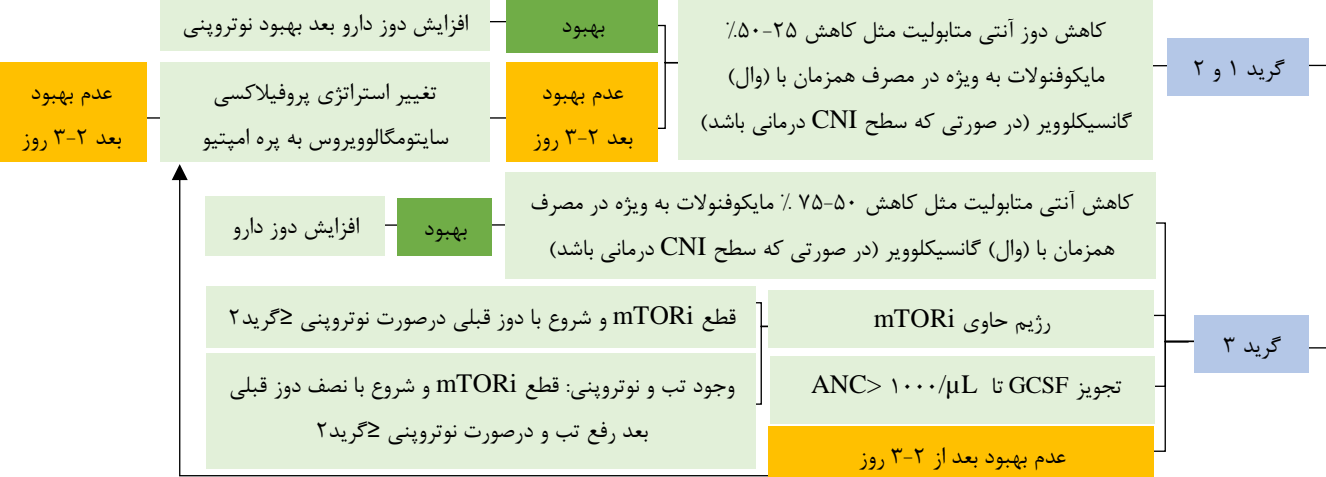 گرید ۱ و ۲
کاهش دوز آنتی متابولیت مثل کاهش ۲۵-۵۰٪
مایکوفنولات به ویژه در مصرف همزمان با (وال)
گانسیکلوویر (در صورتی که سطح CNI درمانی باشد)
بهبود
افزایش دوز دارو بعد بهبود نوتروپنی
عدم بهبود
بعد ۲-۳ روز
تغییر استراتژی پروفیلاکسی
سایتومگالوویروس به پره امپتیو
عدم بهبود
بعد ۲-۳ روز
گرید ۳
کاهش آنتی متابولیت مثل کاهش ۵۰-۷۵ ٪ مایکوفنولات به ویژه در مصرف
همزمان با (وال) گانسیکلوویر (در صورتی که سطح CNI درمانی باشد)
بهبود
افزایش دوز دارو
رژیم حاوی mTORi
قطع mTORi و شروع با دوز قبلی درصورت نوتروپنی ≤گرید۲
وجود تب و نوتروپنی: قطع mTORi و شروع با نصف دوز قبلی
بعد رفع تب و درصورت نوتروپنی ≤گرید۲
تجویز GCSF تا ANC> ۱۰۰۰/µL
عدم بهبود بعد از ۲-۳ روز